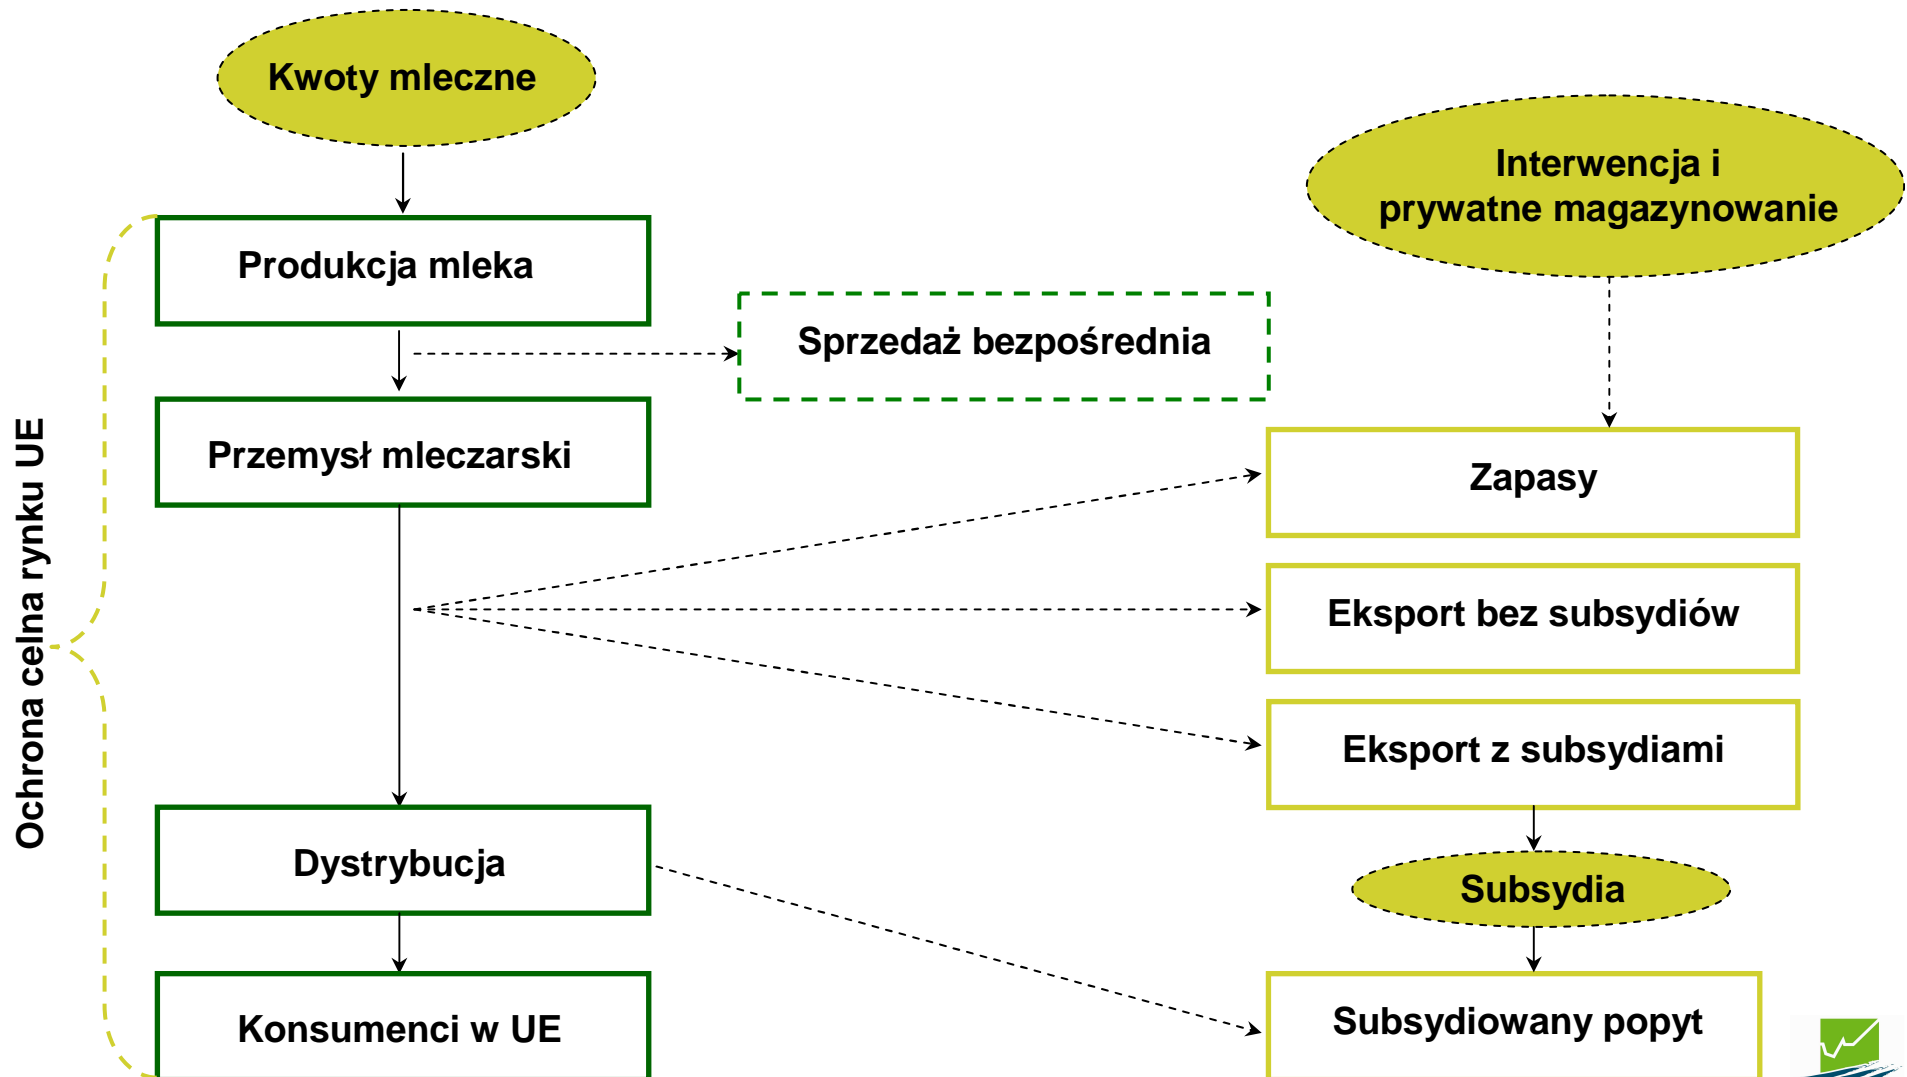 Kwoty mleczne
Interwencja i
prywatne magazynowanie
Produkcja mleka
Sprzedaż bezpośrednia
Przemysł mleczarski
Zapasy
Eksport bez subsydiów
Eksport z subsydiami
Dystrybucja
Subsydia
Konsumenci w UE
Subsydiowany popyt
Ochrona celna rynku UE